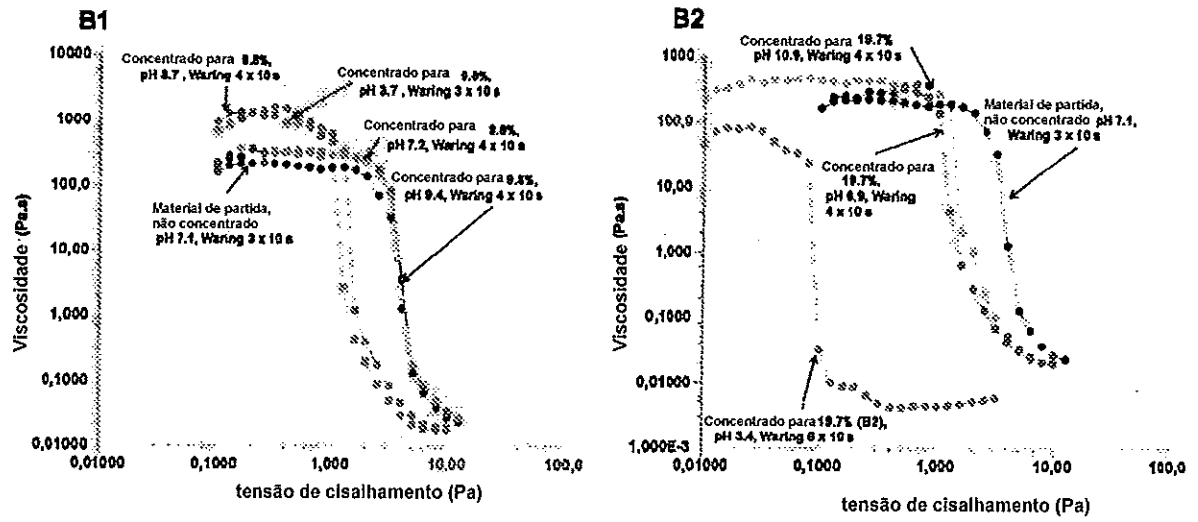 B1
10000
1000
100,0
10,00
1,000
0,1000
0,01000
Viscosidade (Pa.s)
0,01000
0,1000
1,000
10,00
100,0
tensão de cisalhamento (Pa)
Concentrado para
pH 3.7 , Waring 4 x 10 s
Concentrado para
pH 3.7 , Waring 3 x 10 s
Concentrado para
pH 7.2, Waring 4 x 10 s
Concentrado para
pH 9.4, Waring 4 x 10 s
Material de partida,
não concentrado
pH 7.1, Waring 3 x 10 s
B2
1000
100,0
10,00
1,000
0,1000
0,01000
1,000E-3
Viscosidade (Pa.s)
0,01000
0,1000
1,000
10,00
100,0
tensão de cisalhamento (Pa)
Concentrado para 19.7%
pH 10.9, Waring 4 x 10 s
Material de partida,
não concentrado pH 7.1,
Waring 3 x 10 s
Concentrado para
19.7%,
Waring
4 x 10 s
Concentrado para 19.7% (B2),
pH 3.4, Waring 6 x 10 s